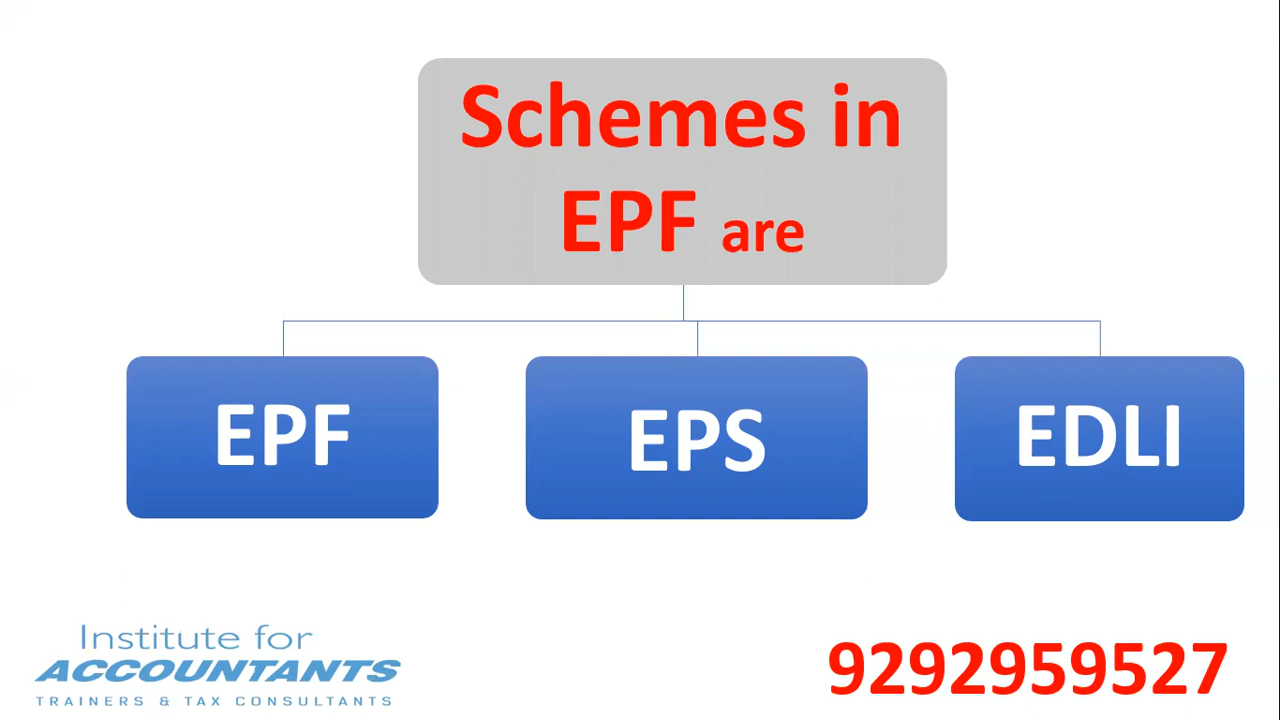 Schemes in
EPF are
EPF
EPS
EDLI
Institute for
ACCOUNTANTS
TRAINERS & TAX CONSULTANTS
9292959527